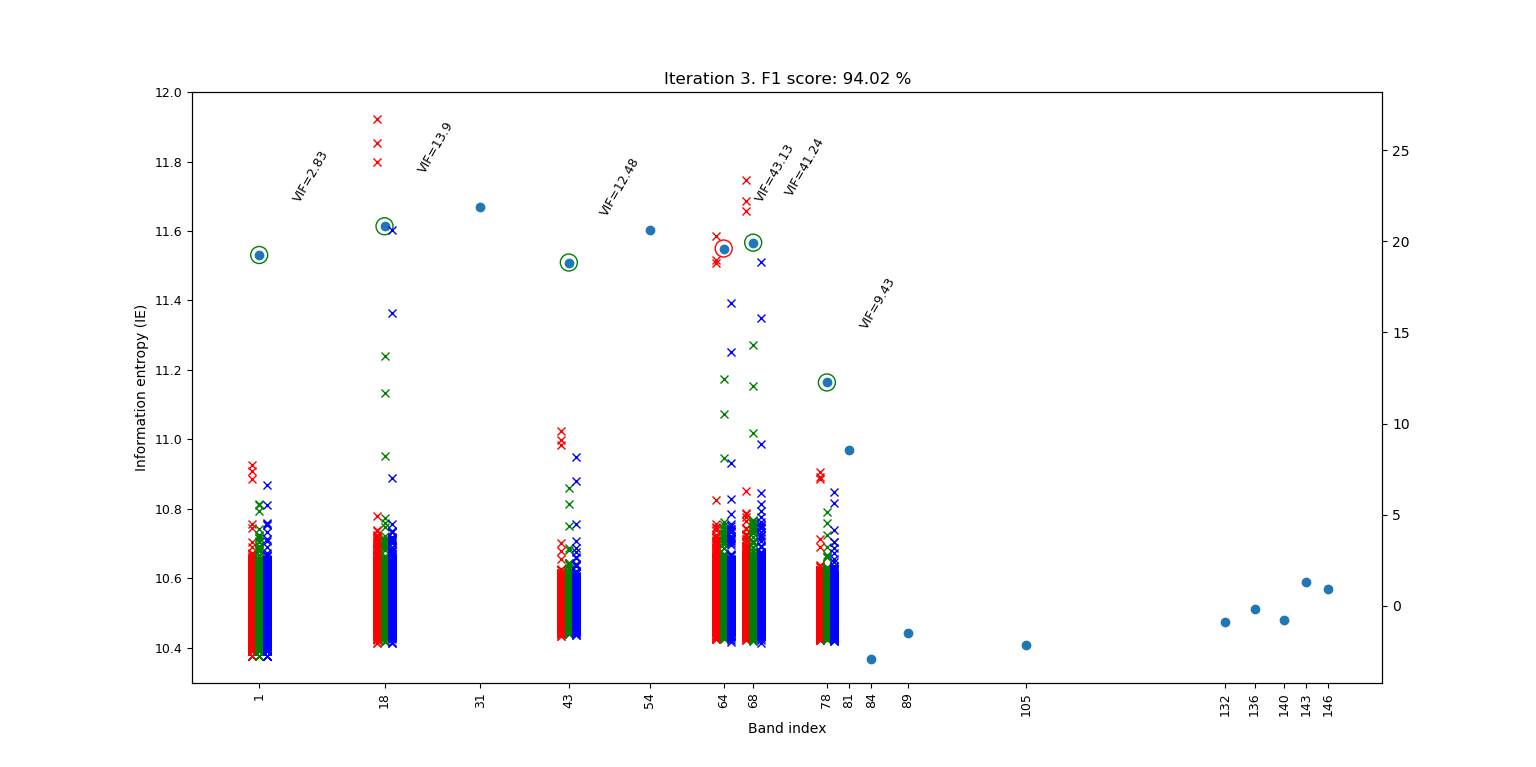 Iteration 3. F1 score: 94.02 %
12.0
11.8
11.6
11.4
11.2
11.0
10.8
10.6
10.4
Information entropy (IE)
VIF=2.83
VIF=13.9
VIF=12.48
VIF=43.13
VIF=41.24
VIF=9.43
25
20
15
10
5
0
1 18 31 43 54 64 68 78 81 84 89 105 132 136 140 143 146
Band index